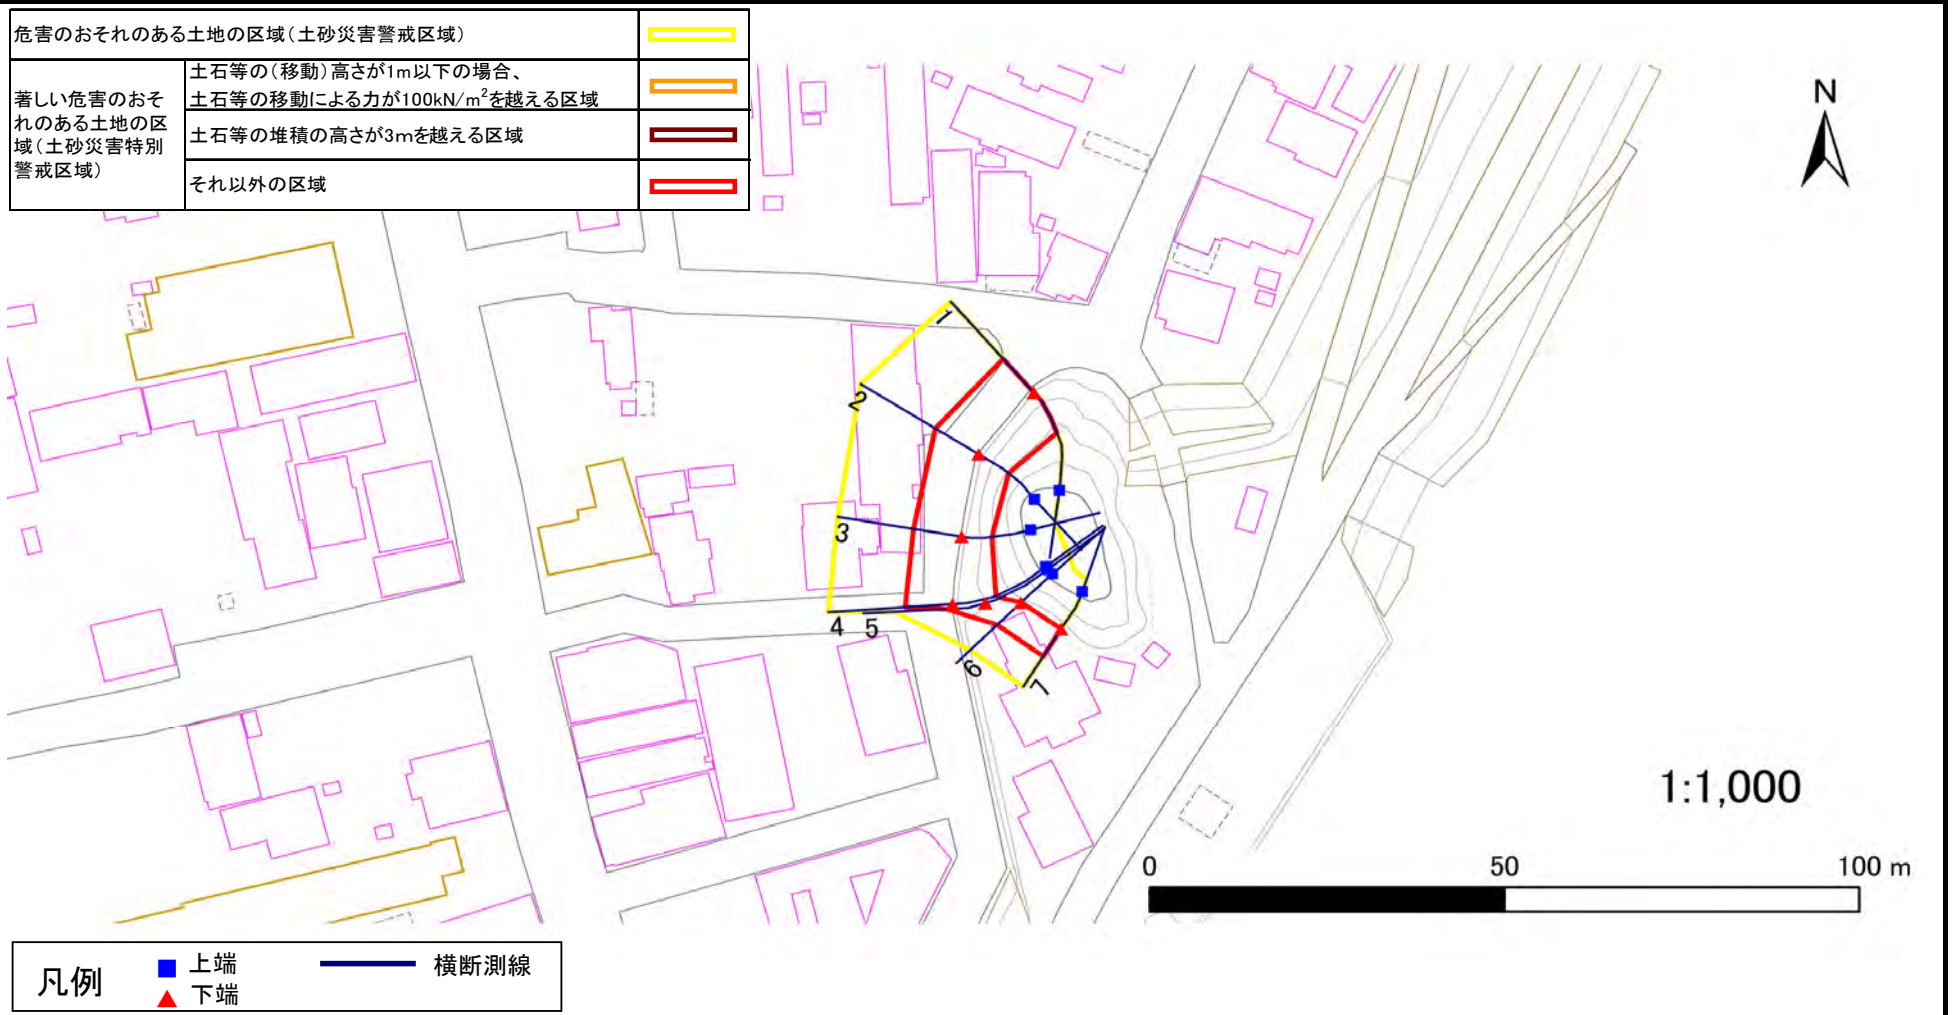 危害のおそれのある土地の区域(土砂災害警戒区域)
著しい危害のおそ
れのある土地の区
域(土砂災害特別
警戒区域)
土石等の(移動)高さが1m以下の場合、
土石等の移動による力が100kN/m²を越える区域
土石等の堆積の高さが3mを越える区域
それ以外の区域
N
1
2
3
4
5
6
7
1:1,000
0
50
100 m
凡例
上端
下端
横断測線